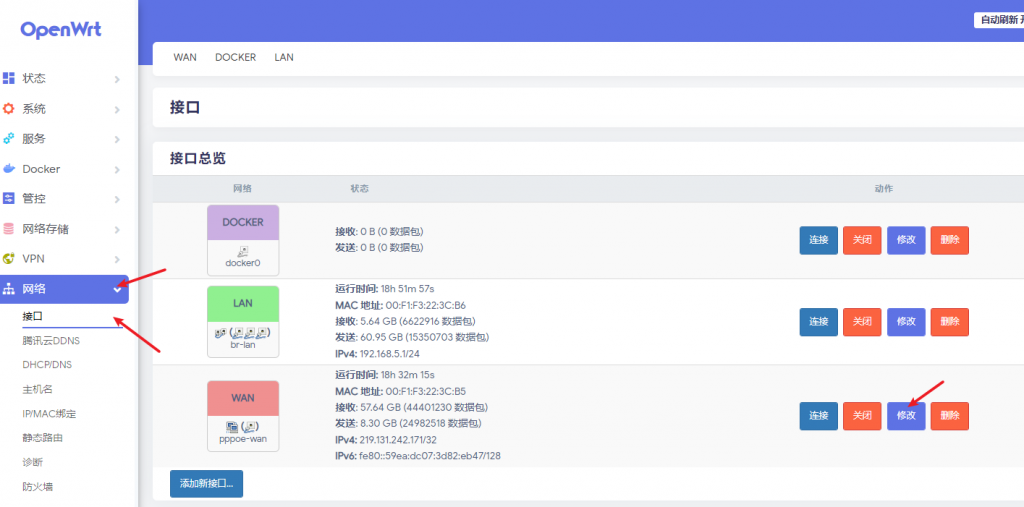 OpenWrt
自动刷新 开
WAN DOCKER LAN
状态
系统
服务
Docker
管控
网络存储
VPN
网络
接口
腾讯云DDNS
DHCP/DNS
主机名
IP/MAC绑定
静态路由
诊断
防火墙
接口
接口总览
网络 状态 动作
DOCKER
docker0
接收: 0 B (0 数据包)
发送: 0 B (0 数据包)
连接 关闭 修改 删除
LAN
br-lan
运行时间: 18h 51m 57s
MAC 地址: 00:F1:F3:22:3C:B6
接收: 5.64 GB (6622916 数据包)
发送: 60.95 GB (15350703 数据包)
IPv4: 192.168.5.1/24
连接 关闭 修改 删除
WAN
pppoe-wan
运行时间: 18h 32m 15s
MAC 地址: 00:F1:F3:22:3C:B5
接收: 57.64 GB (44401230 数据包)
发送: 8.30 GB (24982518 数据包)
IPv4: 219.131.242.171/32
IPv6: fe80::59ea:dc07:3d82:eb47/128
连接 关闭 修改 删除
添加新接口...